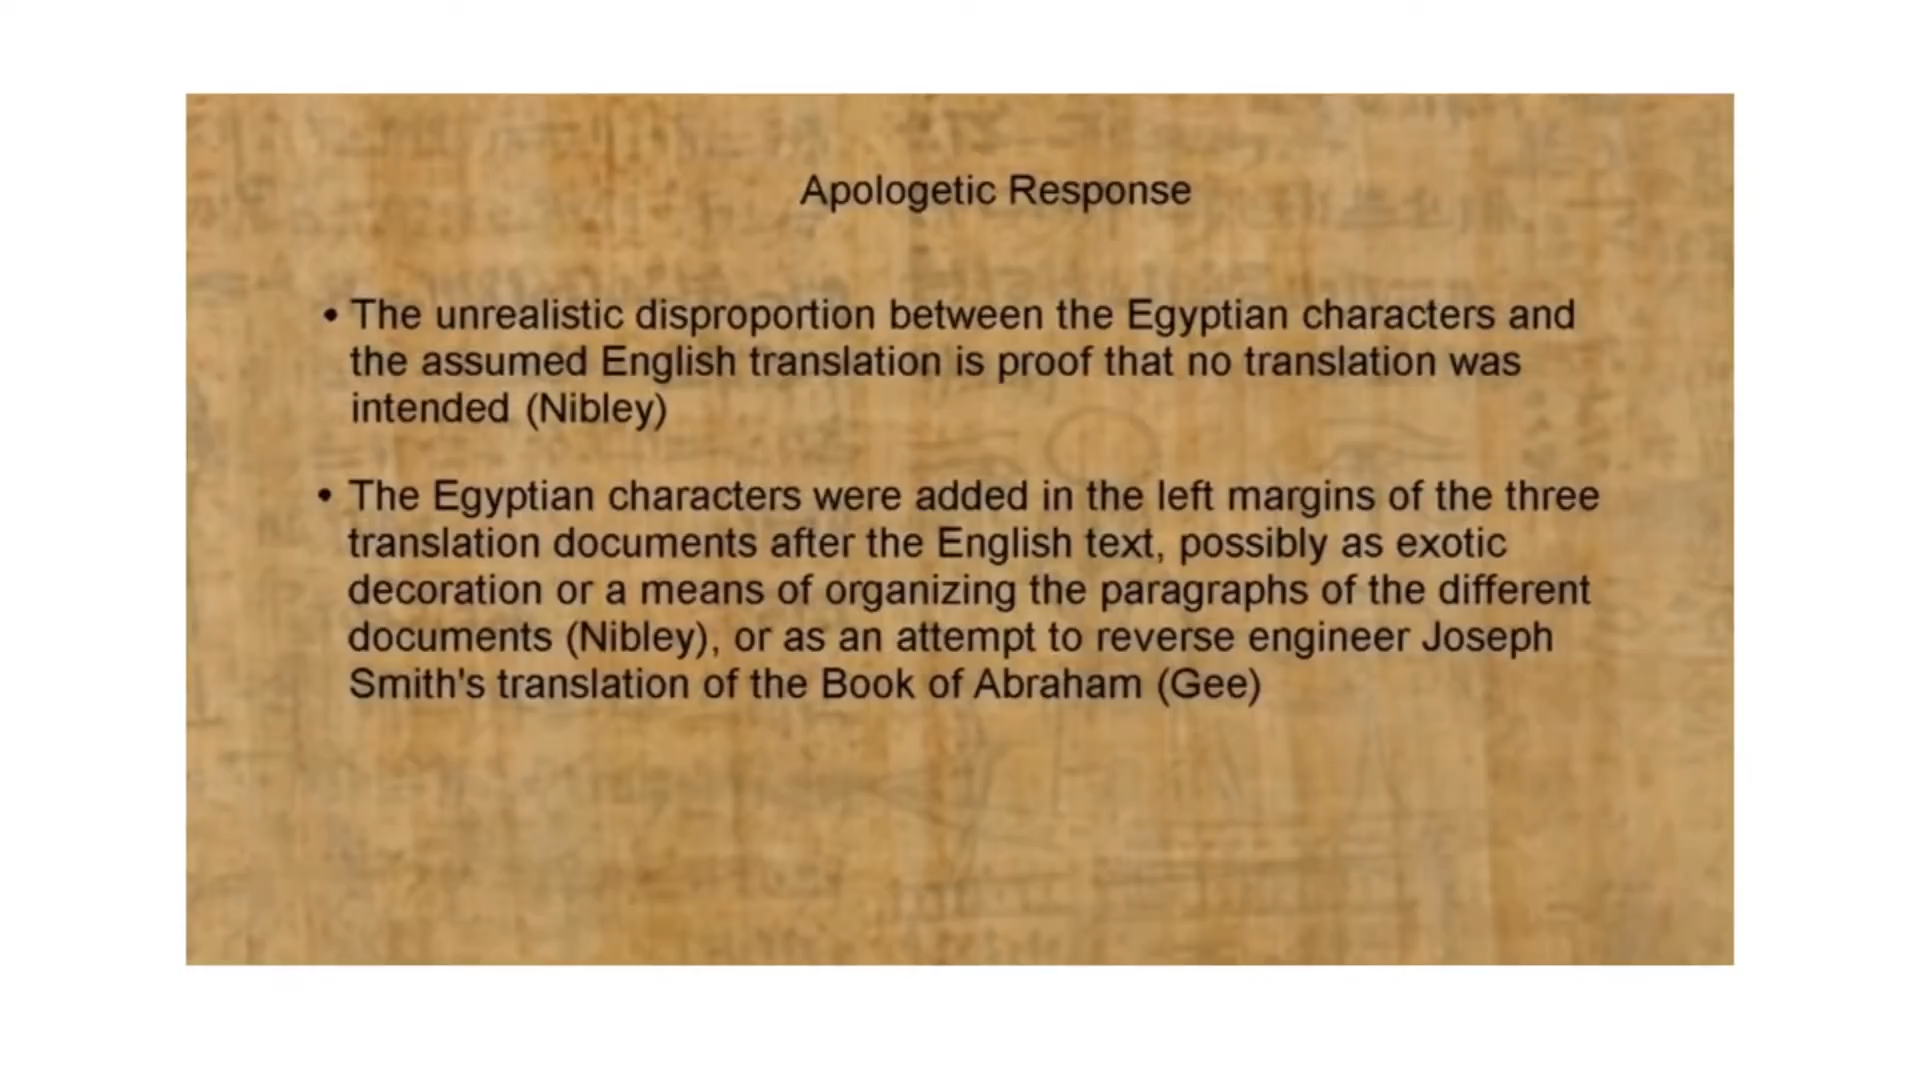 Apologetic Response
• The unrealistic disproportion between the Egyptian characters and
the assumed English translation is proof that no translation was
intended (Nibley)
• The Egyptian characters were added in the left margins of the three
translation documents after the English text, possibly as exotic
decoration or a means of organizing the paragraphs of the different
documents (Nibley), or as an attempt to reverse engineer Joseph
Smith's translation of the Book of Abraham (Gee)